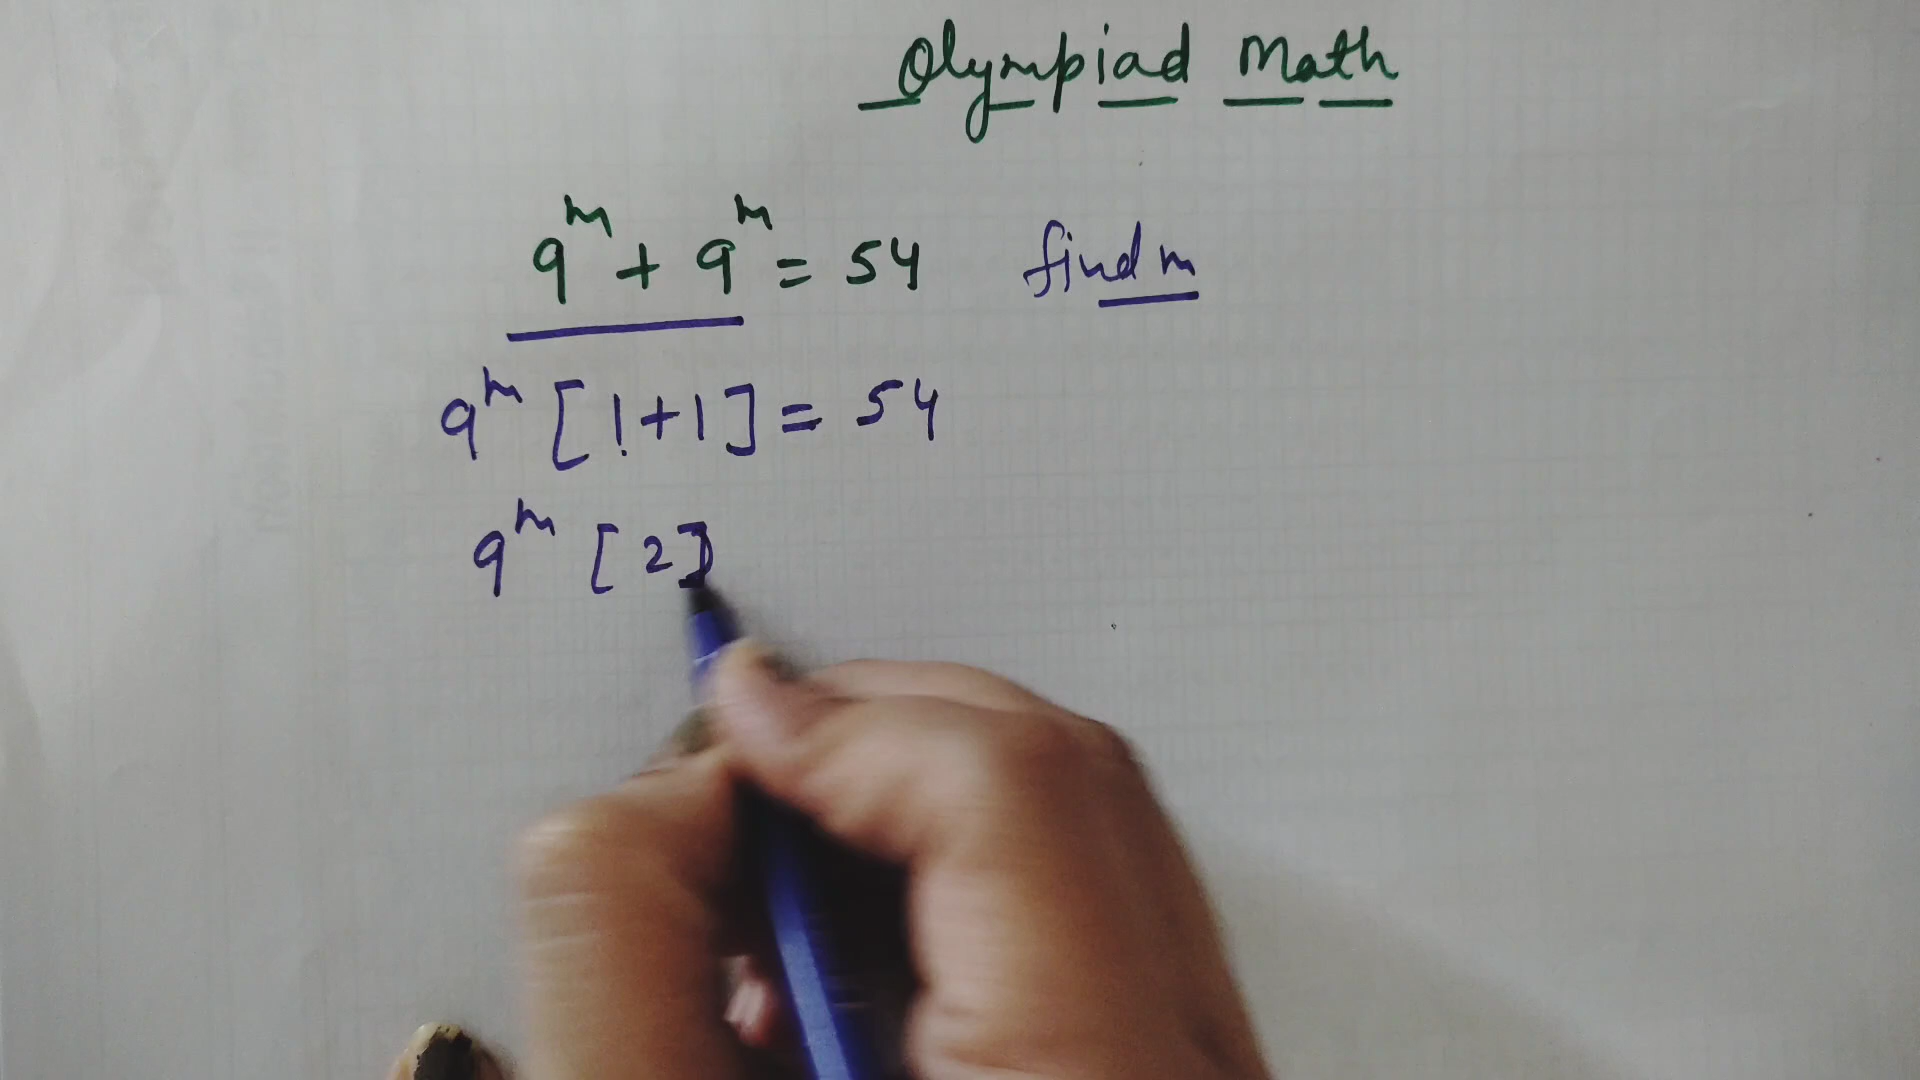 Olympiad Math
9^m + 9^m = 54 find m
9^m [1+1] = 54
9^m [2]